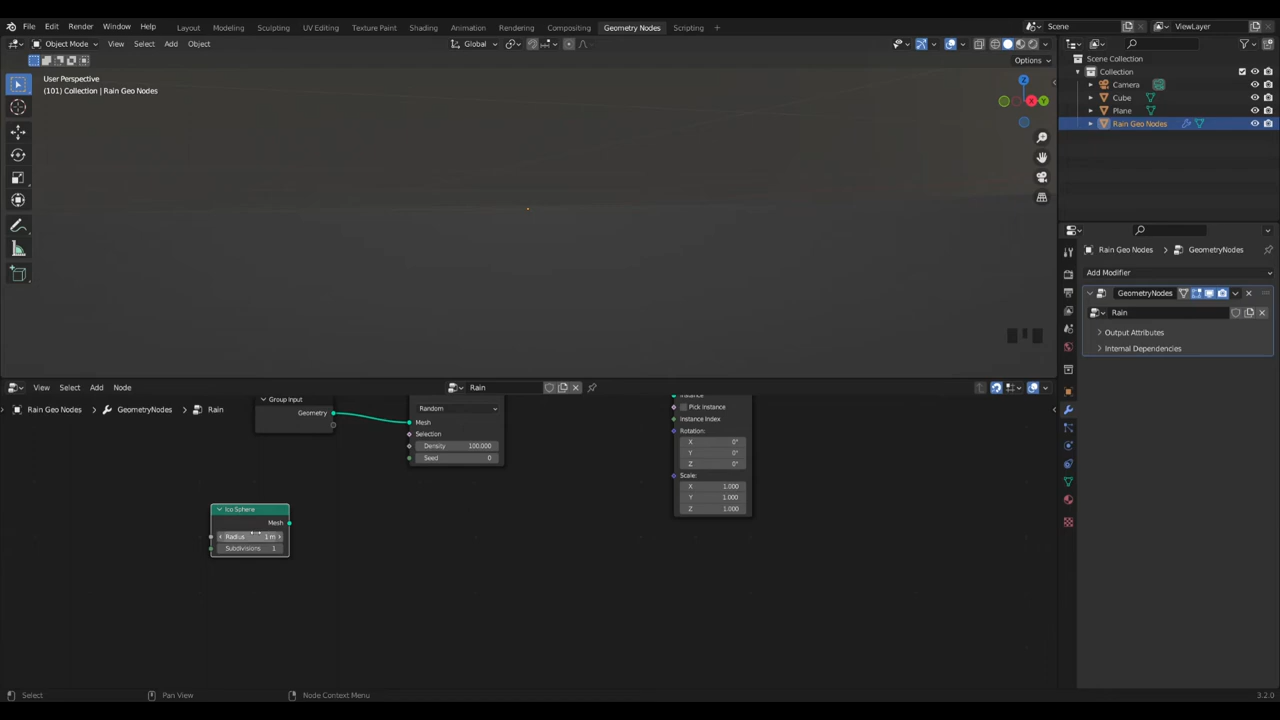 File Edit Render Window Help Layout Modeling Sculpting UV Editing Texture Paint Shading Animation Rendering Compositing Geometry Nodes Scripting + Scene ViewLayer
Object Mode View Select Add Object Global
Options
User Perspective
(101) Collection | Rain Geo Nodes
Z
X
Y
Scene Collection
Collection
Camera
Cube
Plane
Rain Geo Nodes
Rain Geo Nodes > GeometryNodes
Add Modifier
GeometryNodes
Rain
Output Attributes
Internal Dependencies
View Select Add Node Rain
Rain Geo Nodes > GeometryNodes > Rain
Group Input
Geometry
Random
Mesh
Selection
Density 100.000
Seed 0
Instance
Pick Instance
Instance Index
Rotation:
X 0°
Y 0°
Z 0°
Scale:
X 1.000
Y 1.000
Z 1.000
Ico Sphere
Mesh
Radius 1 m
Subdivisions 1
Select Pan View Node Context Menu 3.2.0